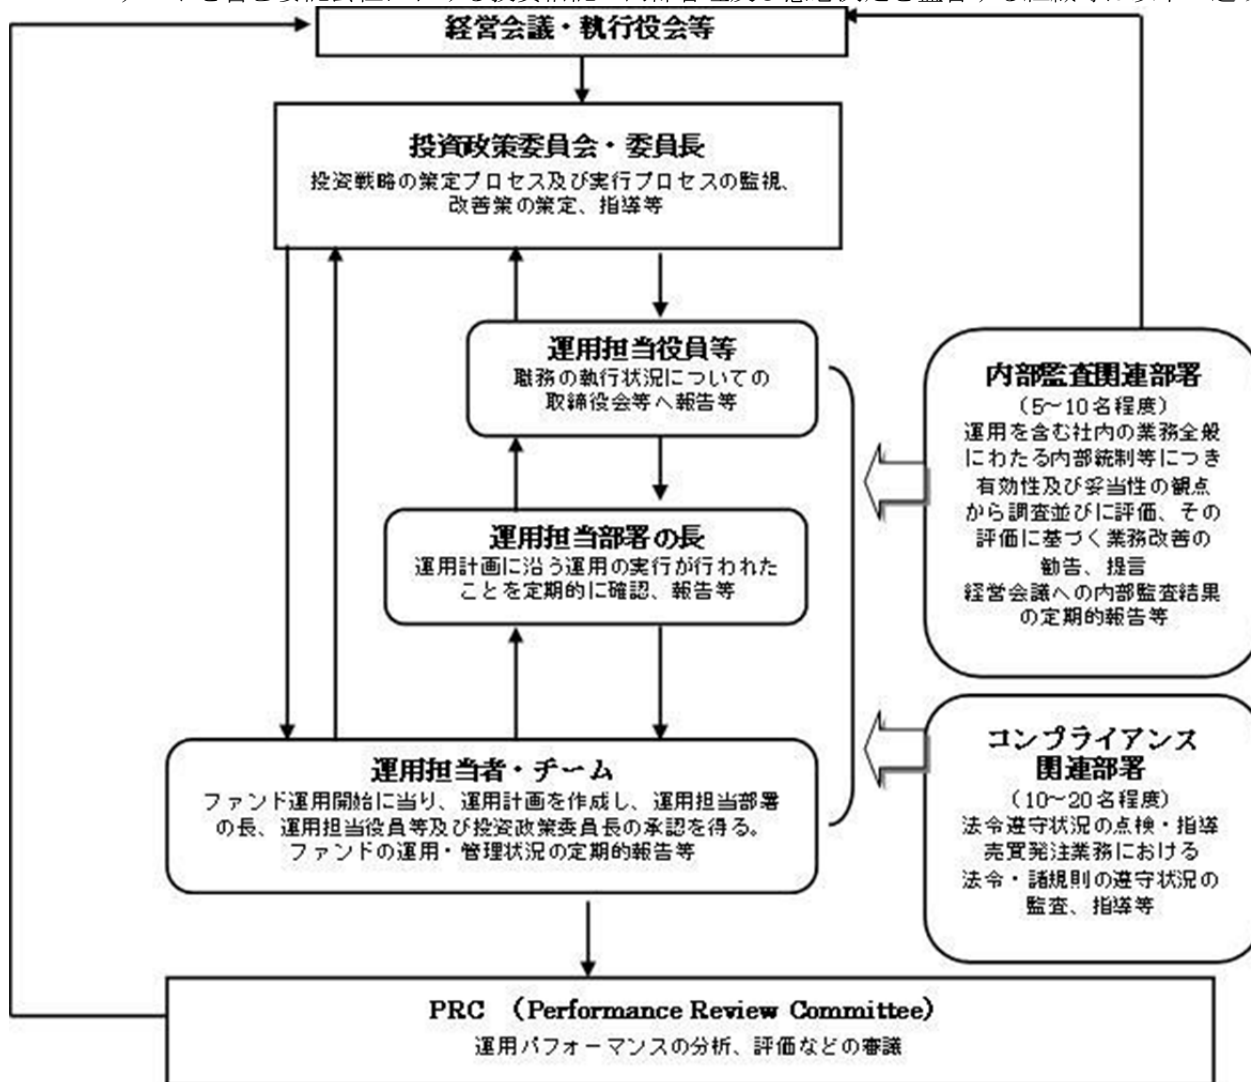 経営会議・執行役会等
投資政策委員会・委員長
投資戦略の策定プロセス及び実行プロセスの監視、
改善策の策定、指導等
運用担当役員等
職務の執行状況についての
取締役会等へ報告等
運用担当部署の長
運用計画に沿う運用の実行が行われた
ことを定期的に確認、報告等
運用担当者・チーム
ファンド運用開始に当り、運用計画を作成し、運用担当部署
の長、運用担当役員等及び投資政策委員長の承認を得る。
ファンドの運用・管理状況の定期的報告等
内部監査関連部署
(5~10名程度)
運用を含む社内の業務全般
にわたる内部統制等につき
有効性及び妥当性の観点
から調査並びに評価、その
評価に基づく業務改善の
勧告、提言
経営会議への内部監査結果
の定期的報告等
コンプライアンス
関連部署
(10~20名程度)
法令遵守状況の点検・指導
売買発注業務における
法令・諸規則の遵守状況の
監査、指導等
PRC (Performance Review Committee)
運用パフォーマンスの分析、評価などの審議